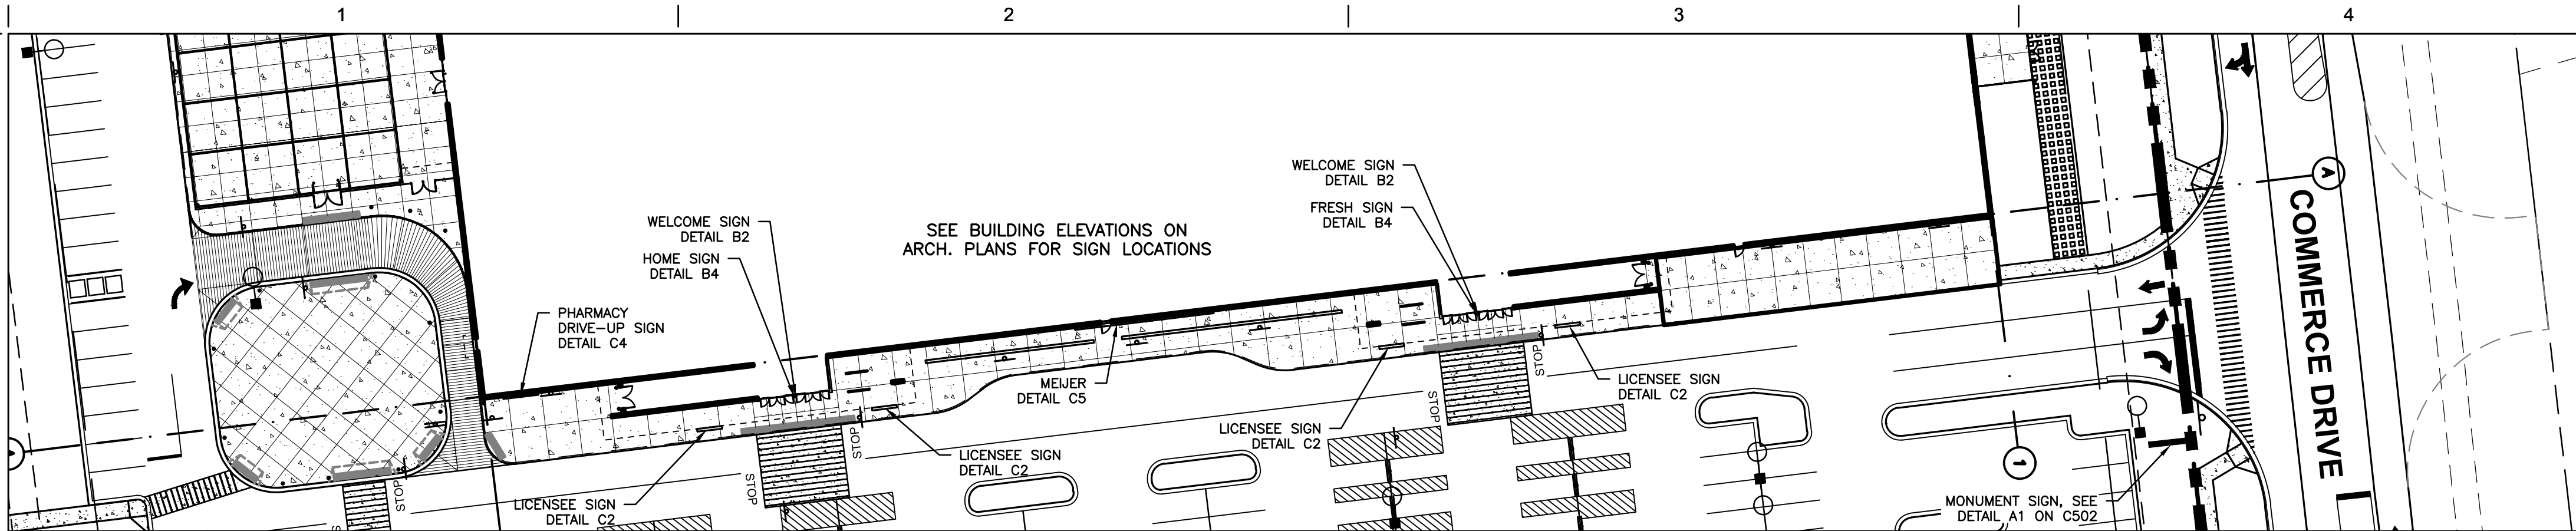 1
2
3
4
WELCOME SIGN
DETAIL B2
HOME SIGN
DETAIL B4
SEE BUILDING ELEVATIONS ON
ARCH. PLANS FOR SIGN LOCATIONS
WELCOME SIGN
DETAIL B2
FRESH SIGN
DETAIL B4
A
COMMERCE DRIVE
PHARMACY
DRIVE-UP SIGN
DETAIL C4
MEIJER
DETAIL C5
LICENSEE SIGN
DETAIL C2
LICENSEE SIGN
DETAIL C2
LICENSEE SIGN
DETAIL C2
LICENSEE SIGN
DETAIL C2
STOP
STOP
STOP
STOP
STOP
1
MONUMENT SIGN, SEE
DETAIL A1 ON C502